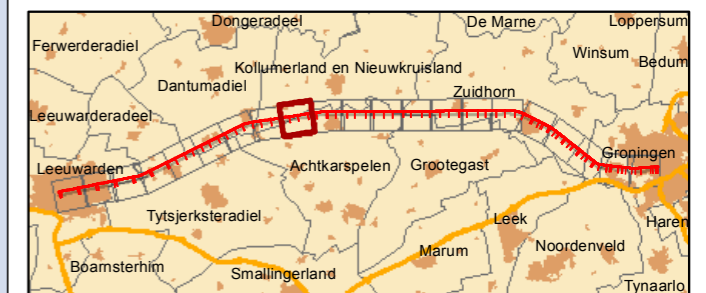 Dongeradeel
De Marne
Loppersum
Ferwerderadiel
Winsum
Bedum
Kollumerland en Nieuwkruisland
Dantumadiel
Zuidhorn
Leeuwarderadeel
Groningen
Leeuwarden
Achtkarspelen
Grootegast
Tytsjerksteradiel
Leek
Haren
Noordenveld
Marum
Boarnsterhim
Smallingerland
Tynaarlo